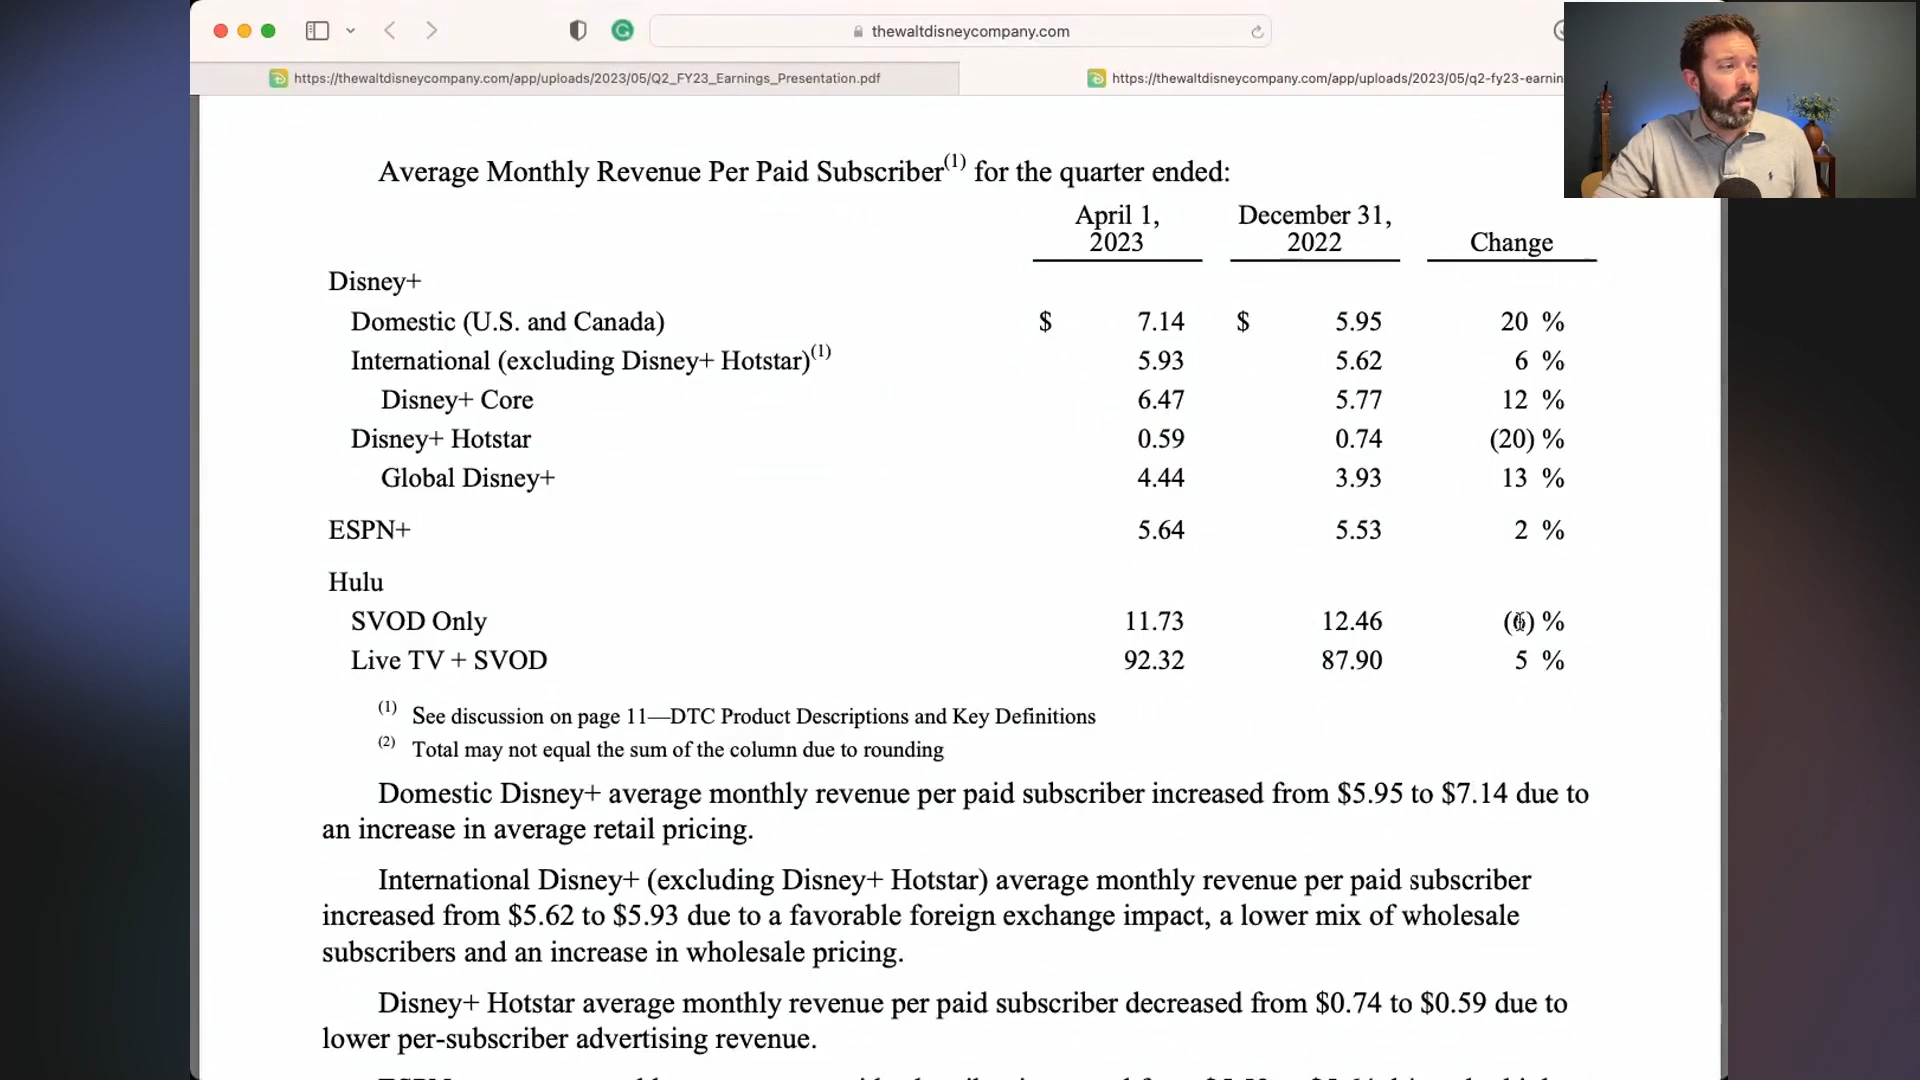 thewaltdisneycompany.com
https://thewaltdisneycompany.com/app/uploads/2023/05/Q2_FY23_Earnings_Presentation.pdf
https://thewaltdisneycompany.com/app/uploads/2023/05/q2-fy23-earnin
Average Monthly Revenue Per Paid Subscriber(1) for the quarter ended:
April 1, 2023 December 31, 2022 Change
Disney+
Domestic (U.S. and Canada) $ 7.14 $ 5.95 20 %
International (excluding Disney+ Hotstar)(1) 5.93 5.62 6 %
Disney+ Core 6.47 5.77 12 %
Disney+ Hotstar 0.59 0.74 (20) %
Global Disney+ 4.44 3.93 13 %
ESPN+ 5.64 5.53 2 %
Hulu
SVOD Only 11.73 12.46 (6) %
Live TV + SVOD 92.32 87.90 5 %
(1) See discussion on page 11—DTC Product Descriptions and Key Definitions
(2) Total may not equal the sum of the column due to rounding
Domestic Disney+ average monthly revenue per paid subscriber increased from $5.95 to $7.14 due to
an increase in average retail pricing.
International Disney+ (excluding Disney+ Hotstar) average monthly revenue per paid subscriber
increased from $5.62 to $5.93 due to a favorable foreign exchange impact, a lower mix of wholesale
subscribers and an increase in wholesale pricing.
Disney+ Hotstar average monthly revenue per paid subscriber decreased from $0.74 to $0.59 due to
lower per-subscriber advertising revenue.